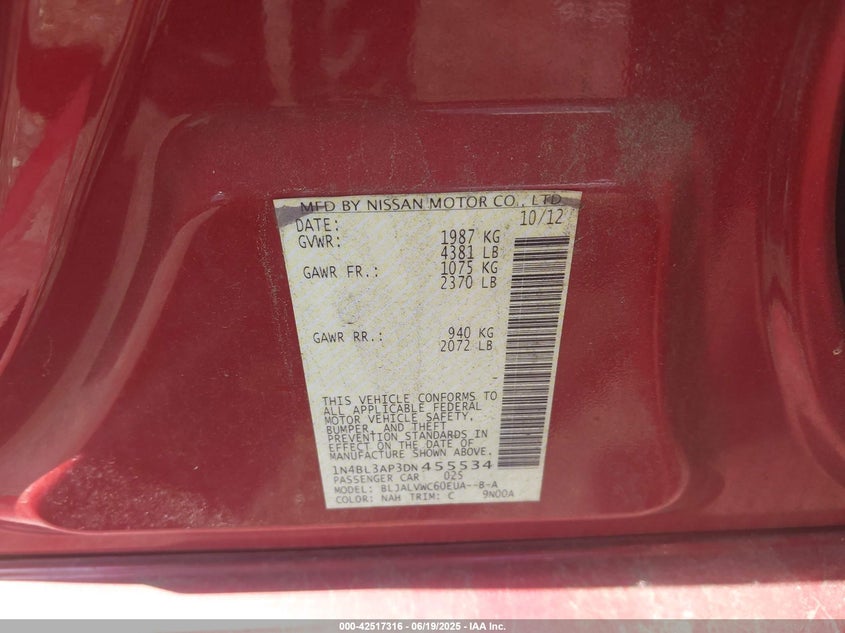 MFD BY NISSAN MOTOR CO., LTD
DATE: 10/12
GVWR: 1987 KG
4381 LB
GAWR FR.: 1075 KG
2370 LB
GAWR RR.: 940 KG
2072 LB
THIS VEHICLE CONFORMS TO
ALL APPLICABLE FEDERAL
MOTOR VEHICLE SAFETY,
BUMPER, AND THEFT
PREVENTION STANDARDS IN
EFFECT ON THE DATE OF
MANUFACTURE SHOWN ABOVE.
1N4BL3AP3DN455534
PASSENGER CAR 025
MODEL: BLJALVWC60EUA--8-A
COLOR: NAH TRIM: C 9N00A
000-42517316 - 06/19/2025 - IAA Inc.